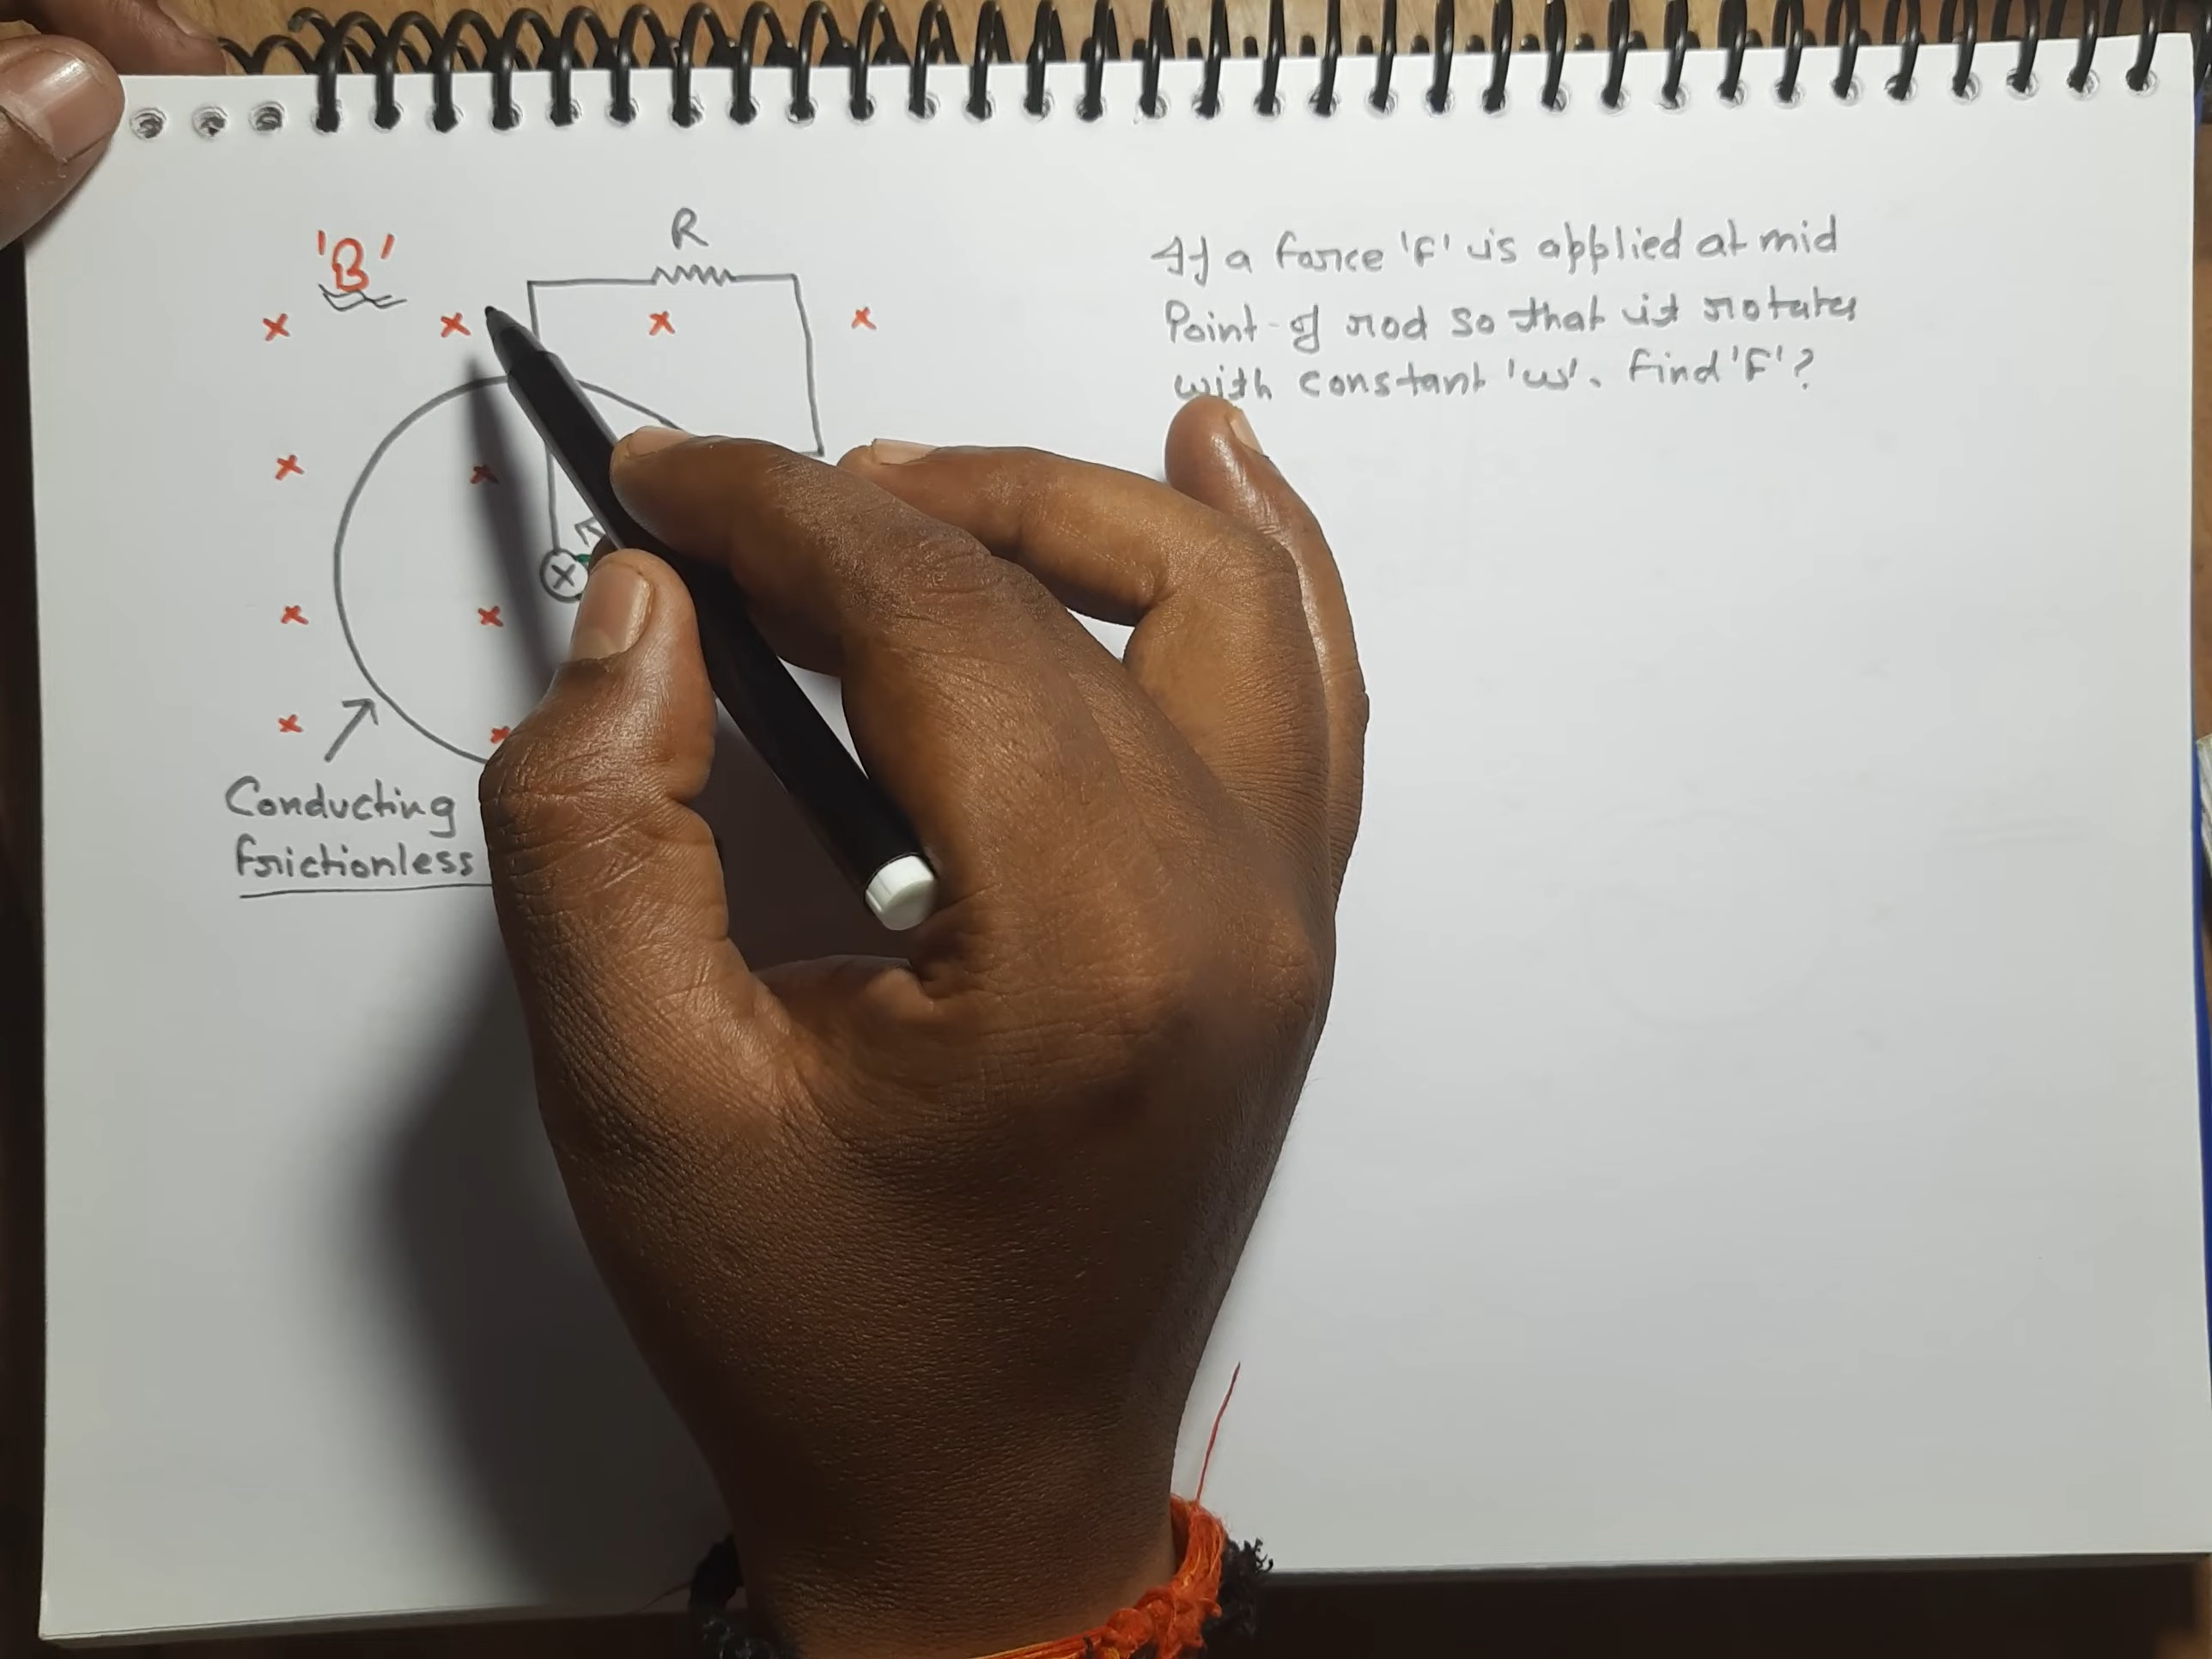 'B'
R
If a force 'F' is applied at mid
Point of rod so that it rotates
with constant 'ω'. Find 'F'?
Conducting
Frictionless